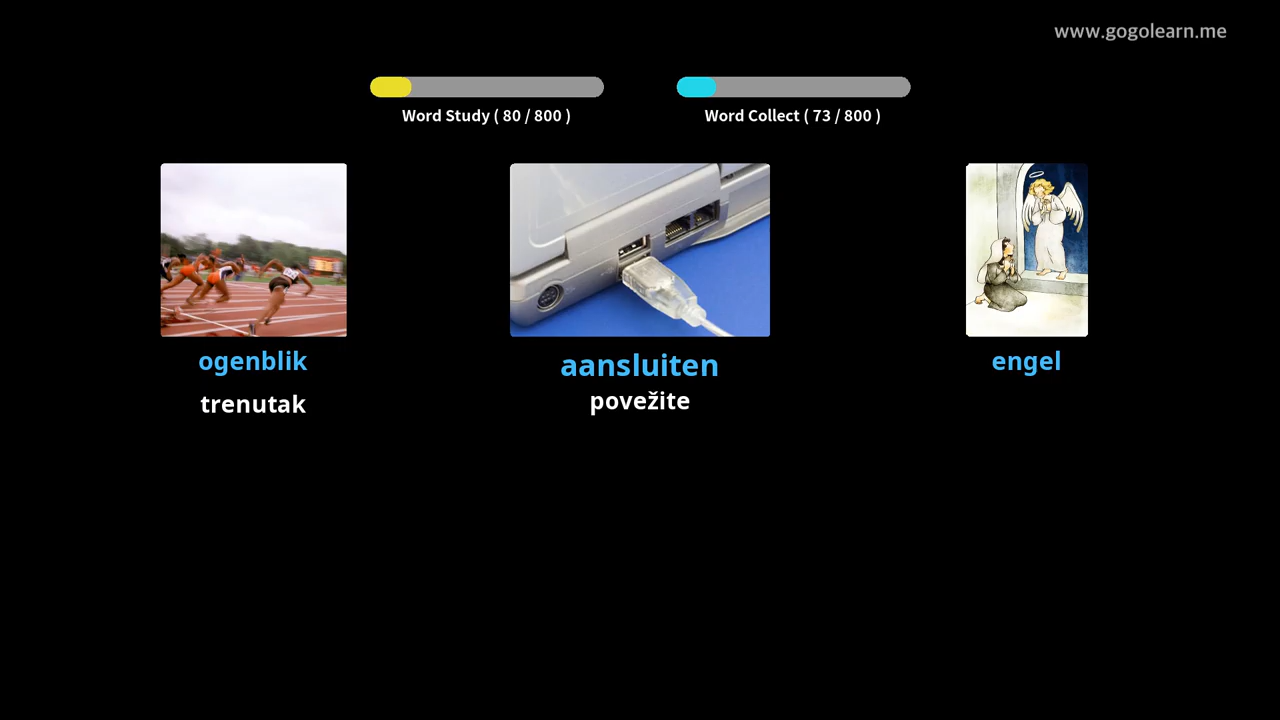 www.gogolearn.me
Word Study ( 80 / 800 )
Word Collect ( 73 / 800 )
ogenblik
trenutak
aansluiten
povežite
engel